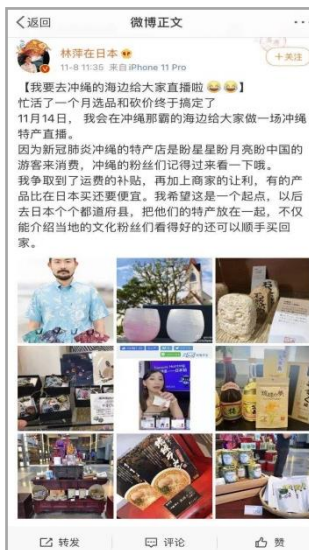 返回
微博正文
林萍在日本
11-8 11:35 来自iPhone 11 Pro
+关注
【我要去冲绳的海边给大家直播啦😂😂】
忙活了一个月选品和砍价终于搞定了
11月14日，我会在冲绳那霸的海边给大家做一场冲绳
特产直播。
因为新冠肺炎冲绳的特产店是盼星星盼月亮盼中国的
游客来消费，冲绳的粉丝们记得过来看一下哦。
我争取到了运费的补贴，再加上商家的让利，有的产
品比在日本买还要便宜。我希望这是一个起点，以后
去日本个个都道府县，把他们的特产放在一起，不仅
能介绍当地的文化粉丝们看得好的还可以顺手买回
家。
转发
评论
赞